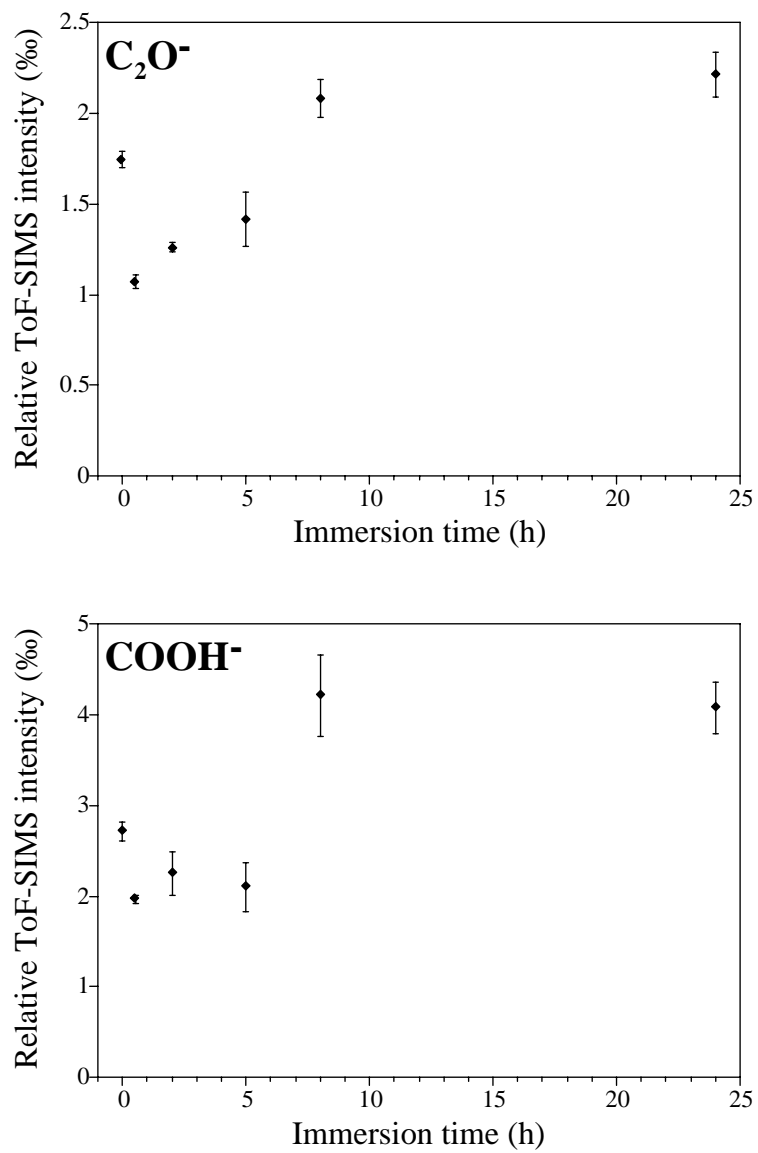 C₂O⁻
Relative ToF-SIMS intensity (‰)
2.5
2
1.5
1
0.5
0
0 5 10 15 20 25
Immersion time (h)
COOH⁻
Relative ToF-SIMS intensity (‰)
5
4
3
2
1
0
0 5 10 15 20 25
Immersion time (h)